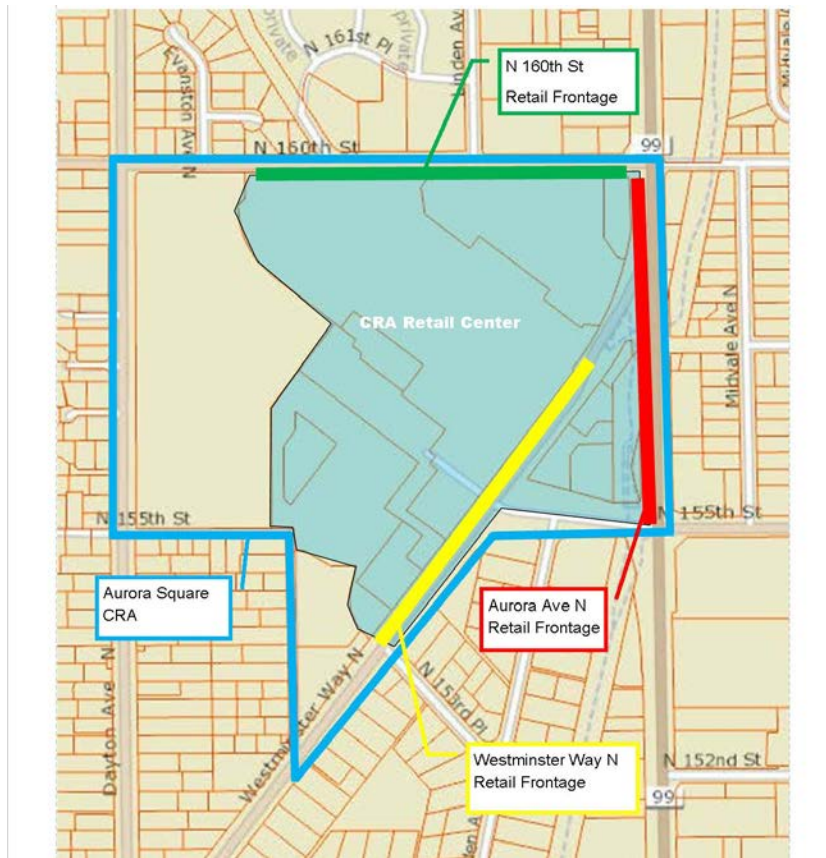 private
private
N 161st Pl
Linden Av
Evanston Ave N
N 160th St
Retail Frontage
N 160th St
99
CRA Retail Center
Midvale Ave N
N 155th St
N 155th St
Aurora Square
CRA
Aurora Ave N
Retail Frontage
Dayton Ave N
Westminster Way N
N 153rd Pl
Westminster Way N
Retail Frontage
N 152nd St
99